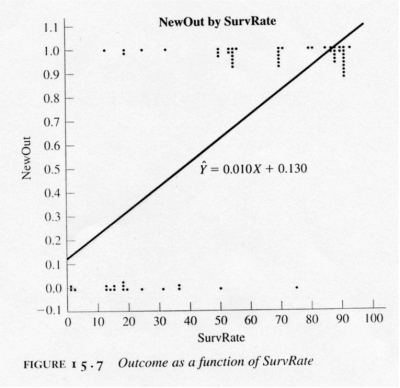 NewOut by SurvRate
1.1
1.0
0.9
0.8
0.7
0.6
0.5
0.4
0.3
0.2
0.1
0.0
−0.1
NewOut
Ŷ = 0.010X + 0.130
0 10 20 30 40 50 60 70 80 90 100
SurvRate
FIGURE 15.7 Outcome as a function of SurvRate